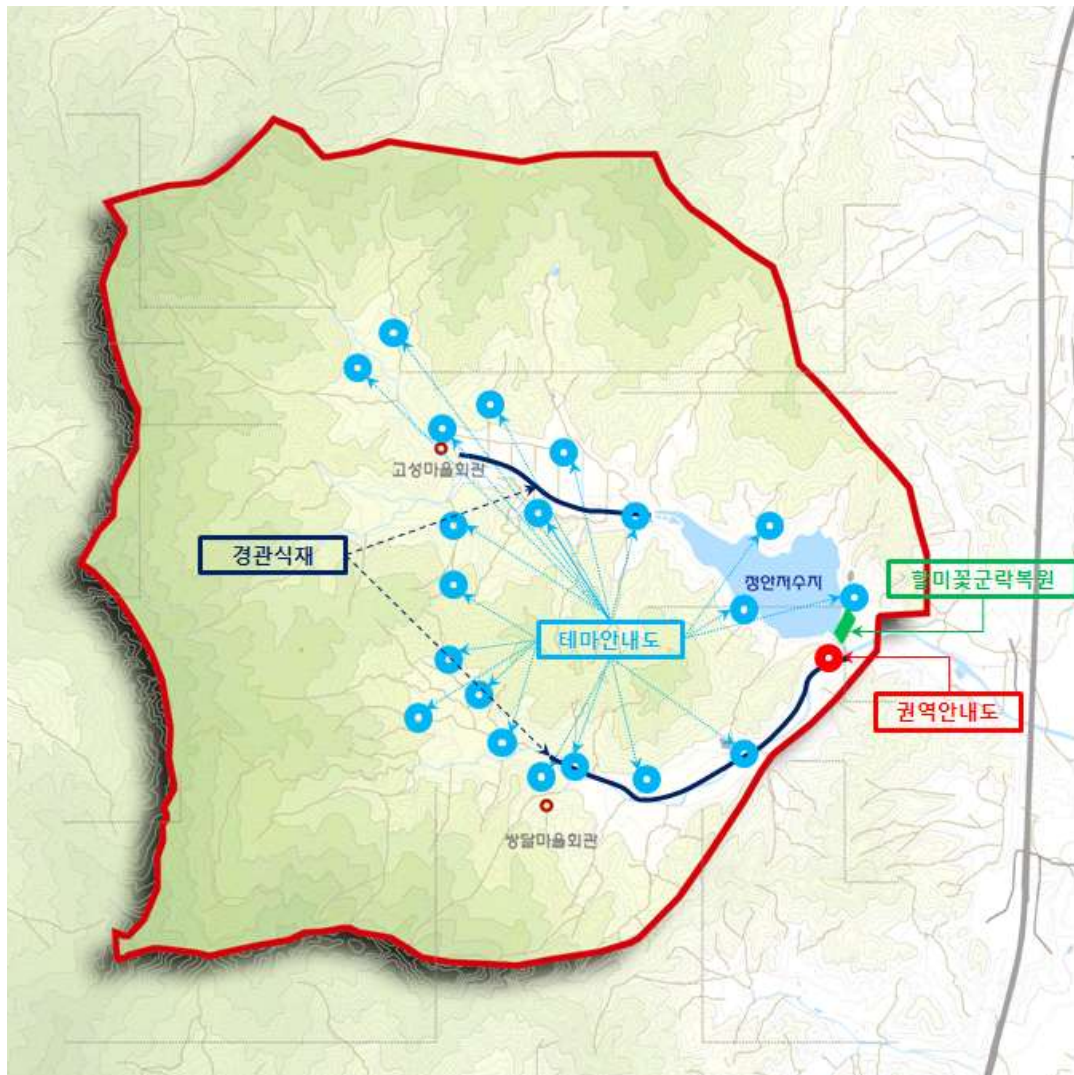 고성마을회관
경관식재
정안저수지
할미꽃군락복원
테마안내도
권역안내도
쌍달마을회관